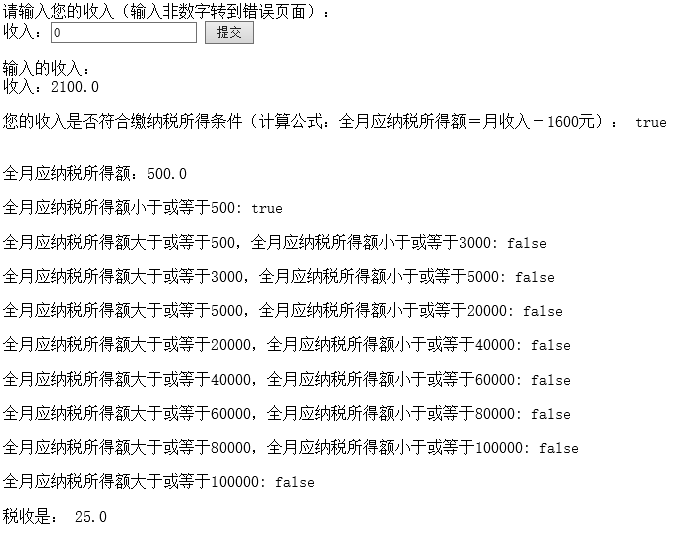 请输入您的收入（输入非数字转到错误页面）：
收入：0 提交
输入的收入：
收入：2100.0
您的收入是否符合缴纳税所得条件（计算公式：全月应纳税所得额＝月收入－1600元）： true
全月应纳税所得额：500.0
全月应纳税所得额小于或等于500: true
全月应纳税所得额大于或等于500，全月应纳税所得额小于或等于3000: false
全月应纳税所得额大于或等于3000，全月应纳税所得额小于或等于5000: false
全月应纳税所得额大于或等于5000，全月应纳税所得额小于或等于20000: false
全月应纳税所得额大于或等于20000，全月应纳税所得额小于或等于40000: false
全月应纳税所得额大于或等于40000，全月应纳税所得额小于或等于60000: false
全月应纳税所得额大于或等于60000，全月应纳税所得额小于或等于80000: false
全月应纳税所得额大于或等于80000，全月应纳税所得额小于或等于100000: false
全月应纳税所得额大于或等于100000: false
税收是： 25.0